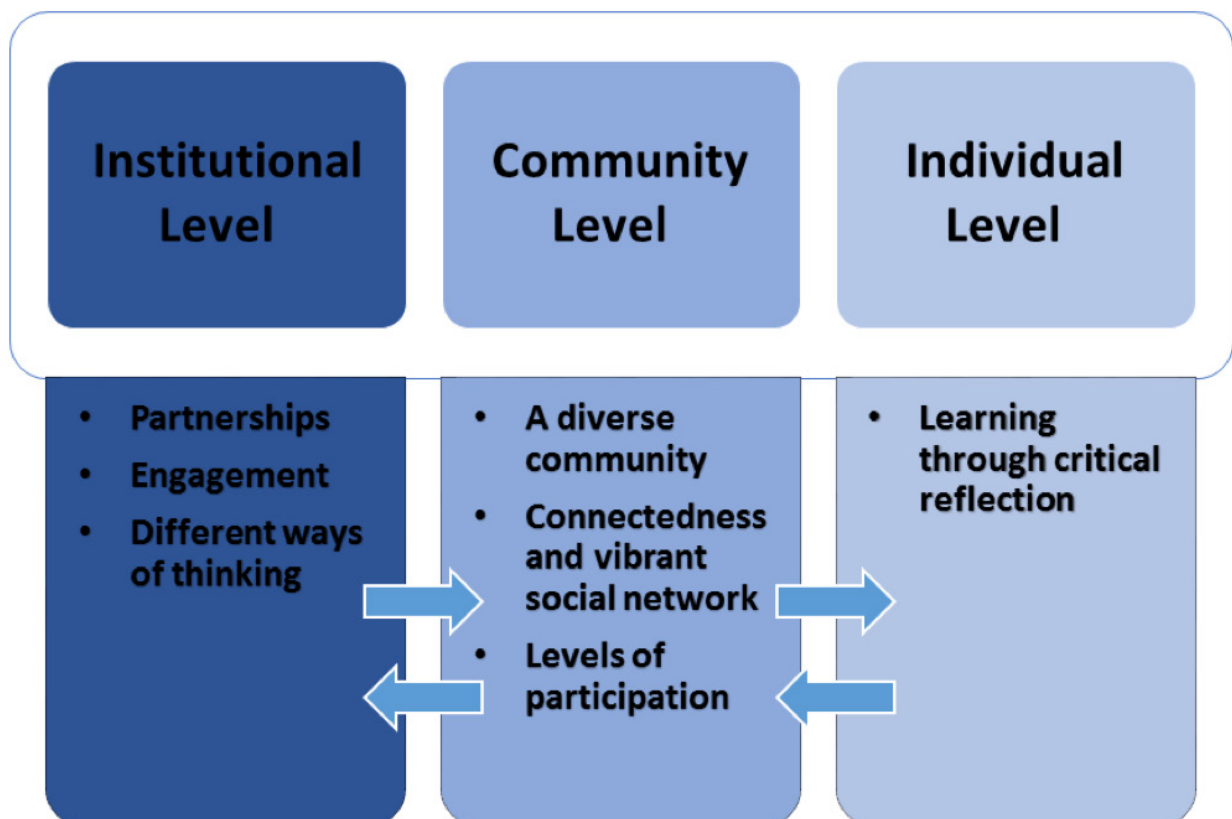 Institutional
Level
Community
Level
Individual
Level
• Partnerships
• Engagement
• Different ways
of thinking
• A diverse
community
• Connectedness
and vibrant
social network
• Levels of
participation
• Learning
through critical
reflection